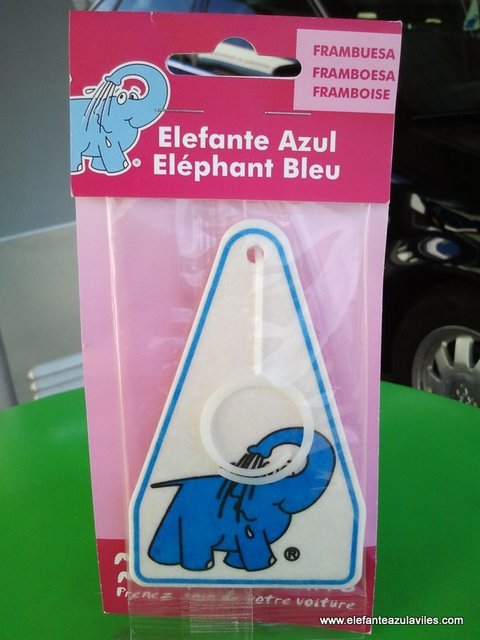 FRAMBUESA
FRAMBOESA
FRAMBOISE
Elefante Azul
Eléphant Bleu
®
®
Prenez soin de votre voiture
www.elefanteazulaviles.com